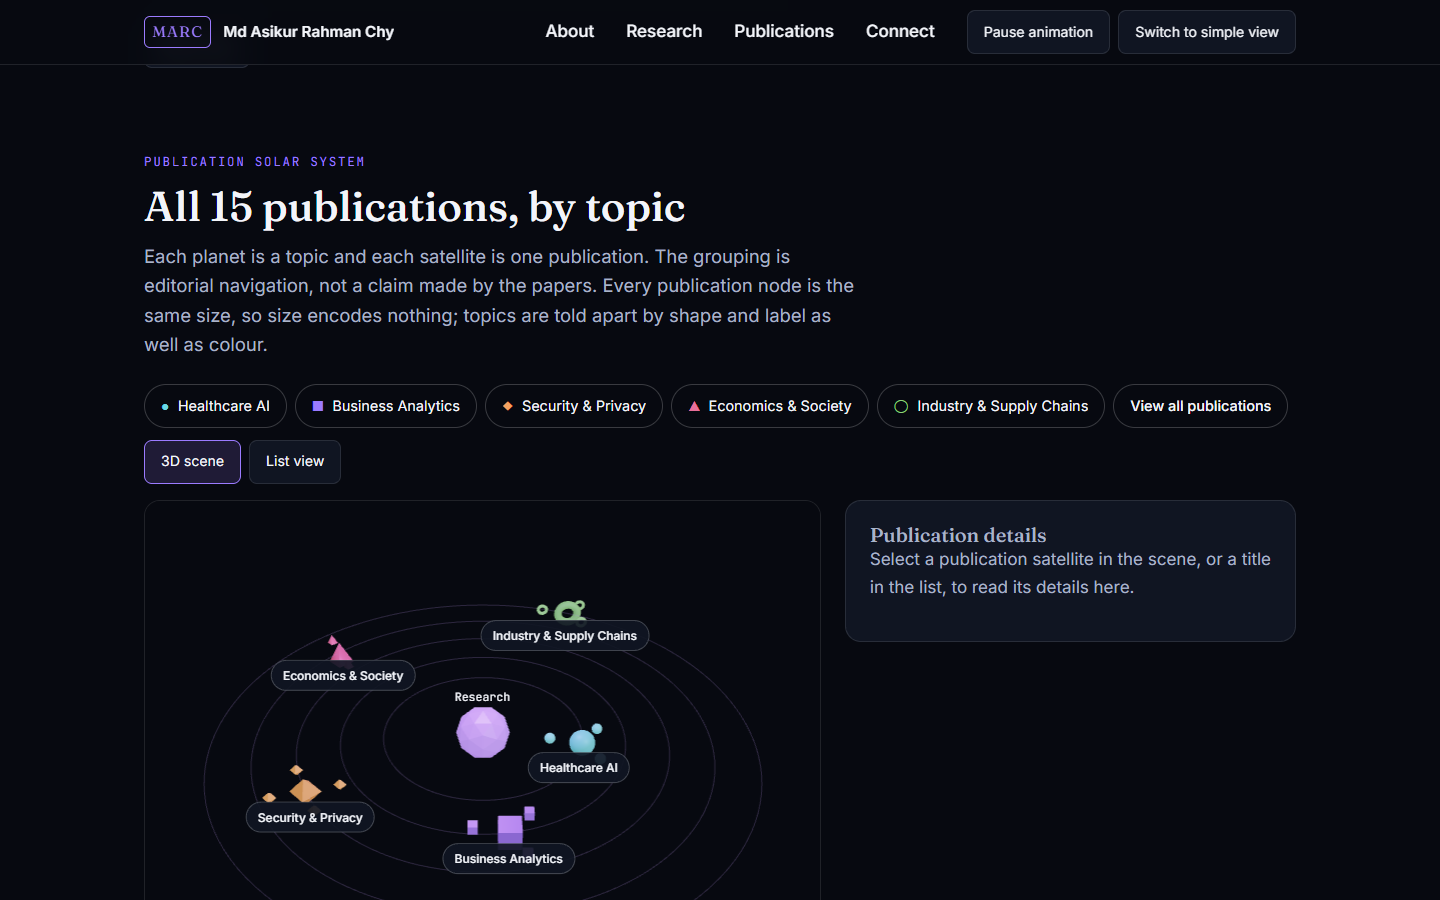 MARC
Md Asikur Rahman Chy
About
Research
Publications
Connect
Pause animation
Switch to simple view
PUBLICATION SOLAR SYSTEM
All 15 publications, by topic
Each planet is a topic and each satellite is one publication. The grouping is
editorial navigation, not a claim made by the papers. Every publication node is the
same size, so size encodes nothing; topics are told apart by shape and label as
well as colour.
Healthcare AI
Business Analytics
Security & Privacy
Economics & Society
Industry & Supply Chains
View all publications
3D scene
List view
Publication details
Select a publication satellite in the scene, or a title
in the list, to read its details here.
Industry & Supply Chains
Economics & Society
Research
Healthcare AI
Security & Privacy
Business Analytics